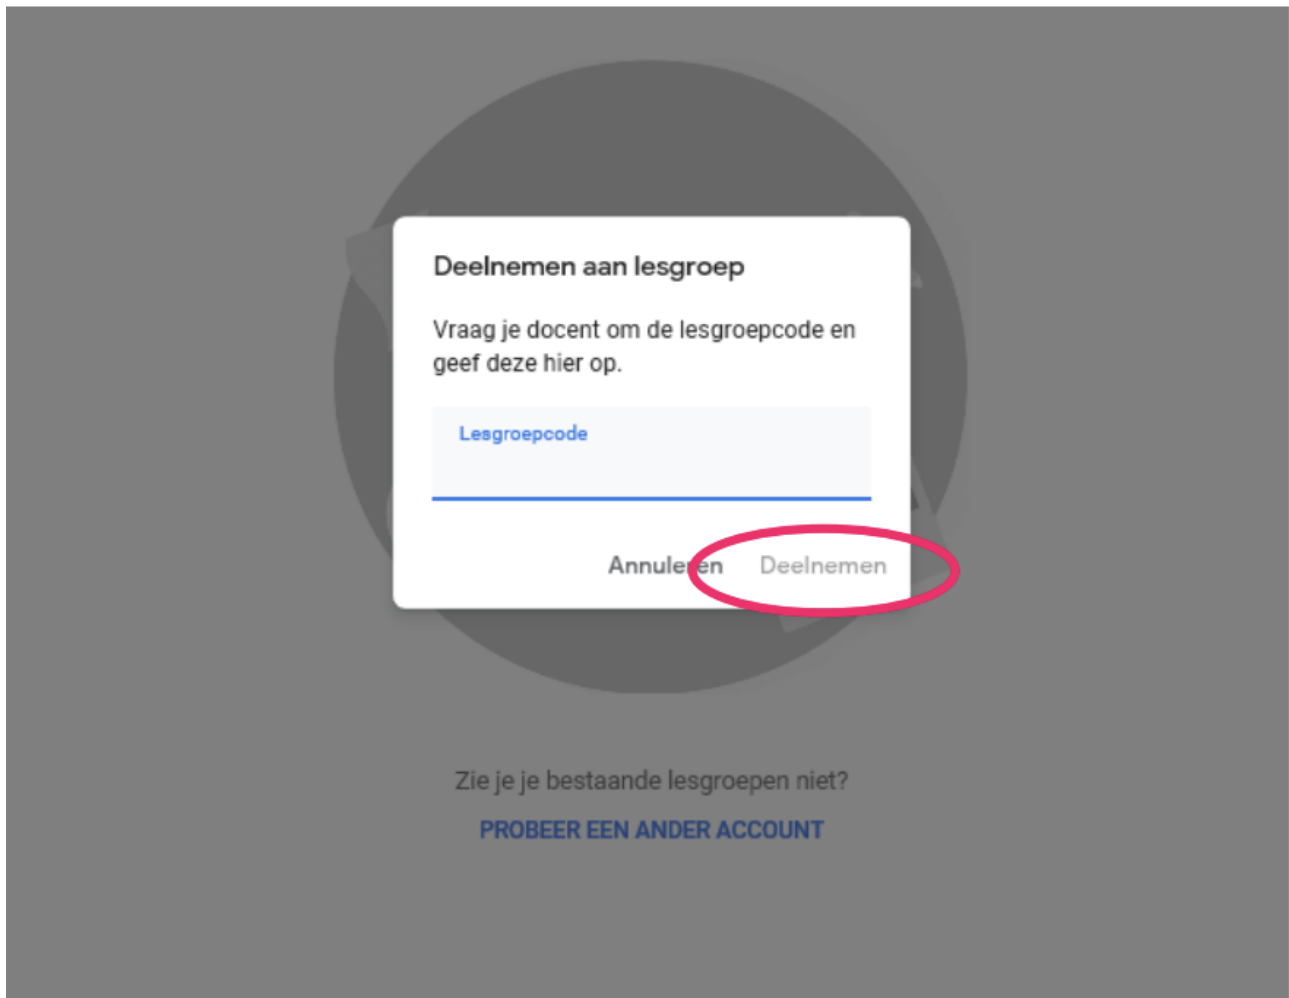 Deelnemen aan lesgroep
Vraag je docent om de lesgroepcode en
geef deze hier op.
Lesgroepcode
Annuleren Deelnemen
Zie je je bestaande lesgroepen niet?
PROBEER EEN ANDER ACCOUNT